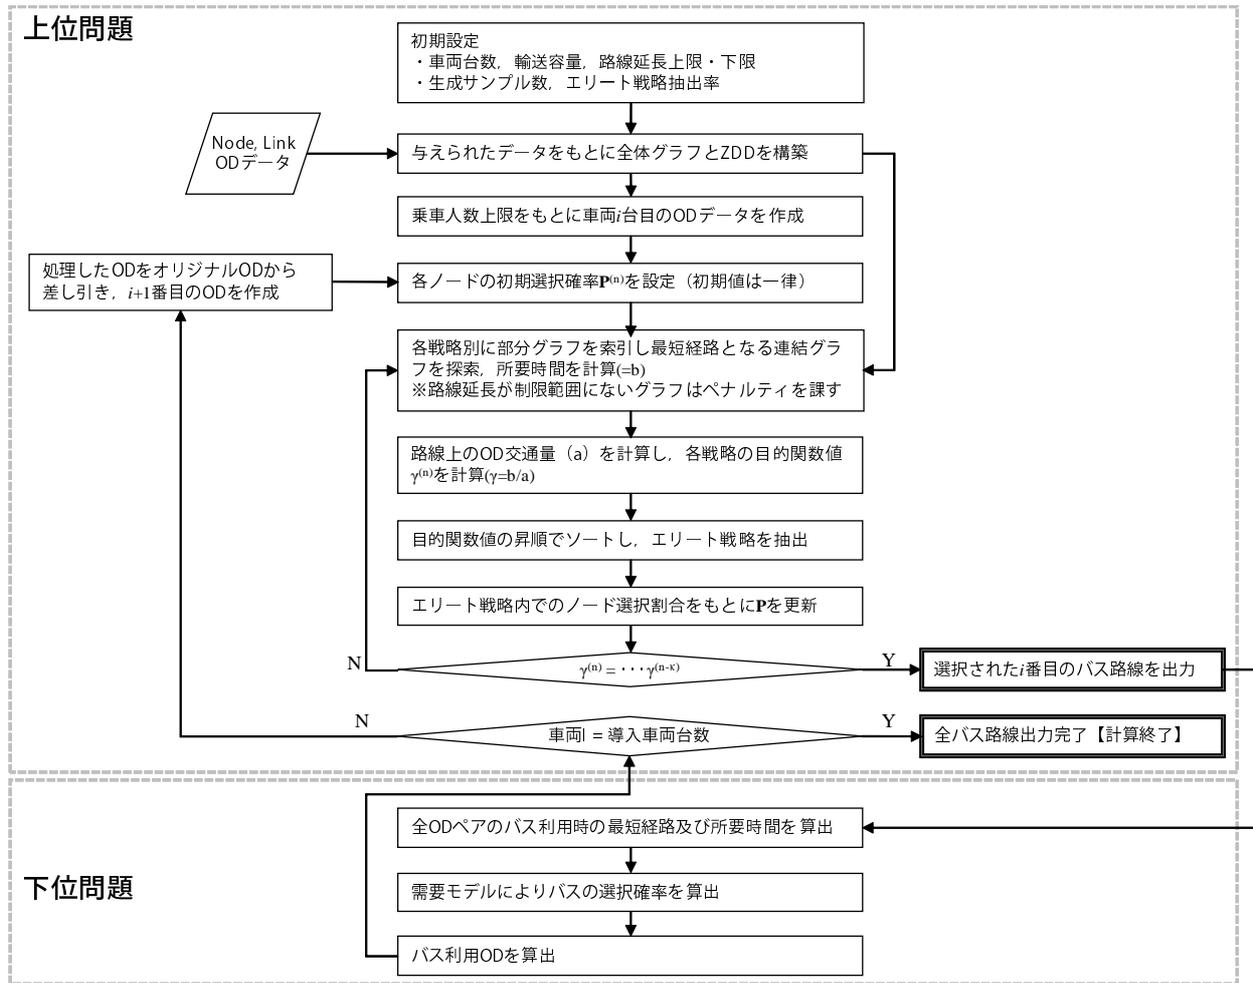 上位問題
初期設定
・車両台数，輸送容量，路線延長上限・下限
・生成サンプル数，エリート戦略抽出率
Node, Link
ODデータ
与えられたデータをもとに全体グラフとZDDを構築
乗車人数上限をもとに車両i台目のODデータを作成
処理したODをオリジナルODから
差し引き，i+1番目のODを作成
各ノードの初期選択確率P⁽ⁿ⁾を設定（初期値は一律）
各戦略別に部分グラフを索引し最短経路となる連結グラ
フを探索，所要時間を計算(=b)
※路線延長が制限範囲にないグラフはペナルティを課す
路線上のOD交通量（a）を計算し，各戦略の目的関数値
γ⁽ⁿ⁾を計算(γ=b/a)
目的関数値の昇順でソートし，エリート戦略を抽出
エリート戦略内でのノード選択割合をもとにPを更新
N
γ⁽ⁿ⁾ = ・・・γ⁽ⁿ⁻ᵏ⁾
Y
選択されたi番目のバス路線を出力
N
車両I = 導入車両台数
Y
全バス路線出力完了【計算終了】
下位問題
全ODペアのバス利用時の最短経路及び所要時間を算出
需要モデルによりバスの選択確率を算出
バス利用ODを算出